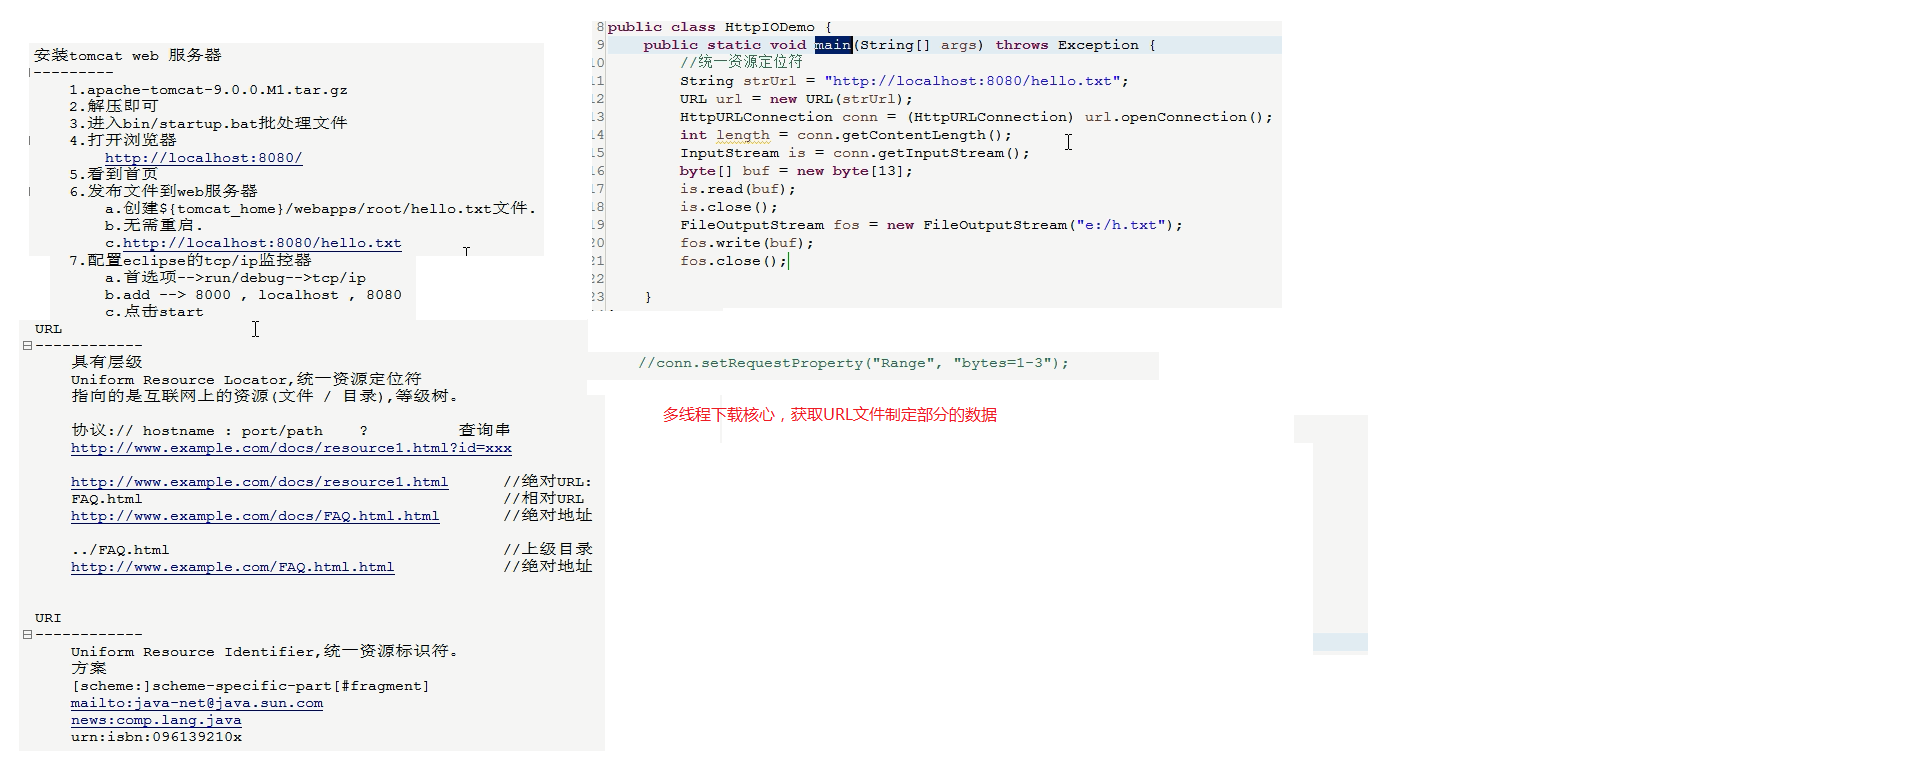 安装tomcat web 服务器
---------
1.apache-tomcat-9.0.0.M1.tar.gz
2.解压即可
3.进入bin/startup.bat批处理文件
4.打开浏览器
http://localhost:8080/
5.看到首页
6.发布文件到web服务器
a.创建${tomcat_home}/webapps/root/hello.txt文件.
b.无需重启.
c.http://localhost:8080/hello.txt
7.配置eclipse的tcp/ip监控器
a.首选项-->run/debug-->tcp/ip
b.add --> 8000 , localhost , 8080
c.点击start
URL
------------
具有层级
Uniform Resource Locator,统一资源定位符
指向的是互联网上的资源(文件 / 目录),等级树。
协议:// hostname : port/path ? 查询串
http://www.example.com/docs/resource1.html?id=xxx
http://www.example.com/docs/resource1.html //绝对URL:
FAQ.html //相对URL
http://www.example.com/docs/FAQ.html.html //绝对地址
../FAQ.html //上级目录
http://www.example.com/FAQ.html.html //绝对地址
URI
------------
Uniform Resource Identifier,统一资源标识符。
方案
[scheme:]scheme-specific-part[#fragment]
mailto:java-net@java.sun.com
news:comp.lang.java
urn:isbn:096139210x
8 public class HttpIODemo {
9 public static void main(String[] args) throws Exception {
10 //统一资源定位符
11 String strUrl = "http://localhost:8080/hello.txt";
12 URL url = new URL(strUrl);
13 HttpURLConnection conn = (HttpURLConnection) url.openConnection();
14 int length = conn.getContentLength();
15 InputStream is = conn.getInputStream();
16 byte[] buf = new byte[13];
17 is.read(buf);
18 is.close();
19 FileOutputStream fos = new FileOutputStream("e:/h.txt");
20 fos.write(buf);
21 fos.close();
22
23 }
//conn.setRequestProperty("Range", "bytes=1-3");
多线程下载核心，获取URL文件制定部分的数据